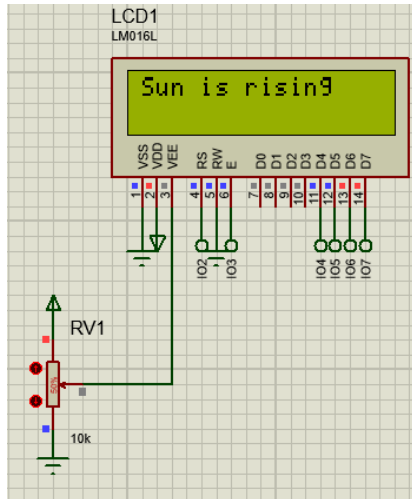 LCD1
LM016L
Sun is rising
VSS VDD VEE RS RW E D0 D1 D2 D3 D4 D5 D6 D7
1 2 3 4 5 6 7 8 9 10 11 12 13 14
IO2 IO3 IO4 IO5 IO6 IO7
RV1
50%
10k